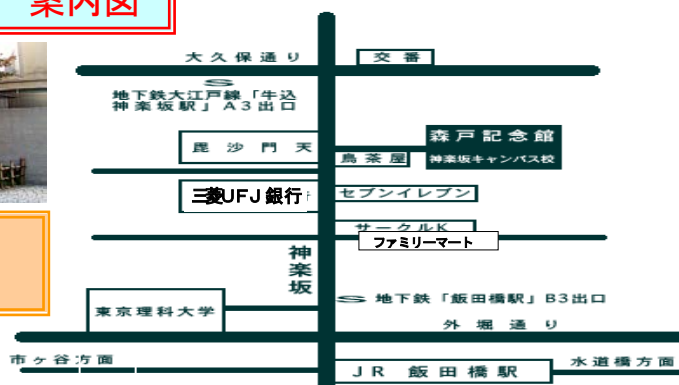 案内図
大久保通り
交番
地下鉄大江戸線「牛込
神楽坂駅」A3出口
毘沙門天
森戸記念館
神楽坂キャンパス校
鳥茶屋
三菱UFJ銀行
セブンイレブン
サークルK
ファミリーマート
神楽坂
地下鉄「飯田橋駅」B3出口
東京理科大学
外堀通り
市ヶ谷方面
JR 飯田橋駅
水道橋方面